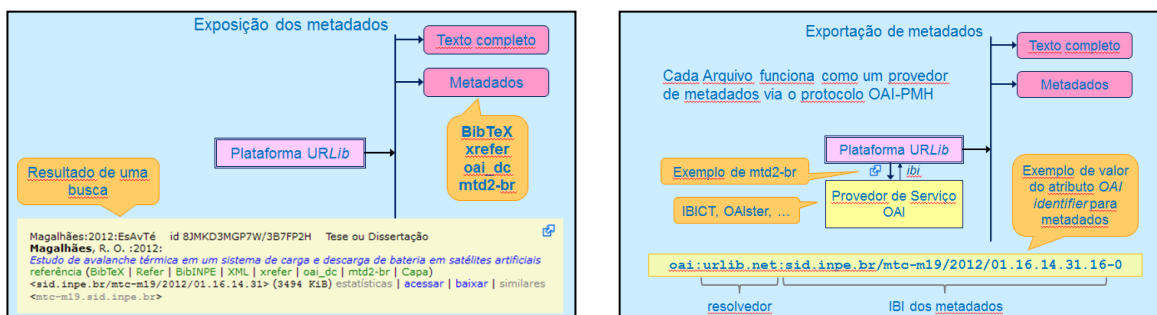 Exposição dos metadados
Texto completo
Metadados
BibTeX
xrefer
oai_dc
mtd2-br
Plataforma URLib
Resultado de uma
busca
Magalhães:2012:EsAvTé id 8JMKD3MGP7W/3B7FP2H Tese ou Dissertação
Magalhães, R. O. :2012:
Estudo de avalanche térmica em um sistema de carga e descarga de bateria em satélites artificiais
referência (BibTeX | Refer | BibINPE | XML | xrefer | oai_dc | mtd2-br | Capa)
<sid.inpe.br/mtc-m19/2012/01.16.14.31> (3494 KiB) estatísticas | acessar | baixar | similares
<mtc-m19.sid.inpe.br>
Exportação de metadados
Texto completo
Cada Arquivo funciona como um provedor
de metadados via o protocolo OAI-PMH
Metadados
Plataforma URLib
Exemplo de mtd2-br
ibi
IBICT, OAIster, ...
Provedor de Serviço
OAI
Exemplo de valor
do atributo OAI
identifier para
metadados
oai:urlib.net:sid.inpe.br/mtc-m19/2012/01.16.14.31.16-0
resolvedor
IBI dos metadados